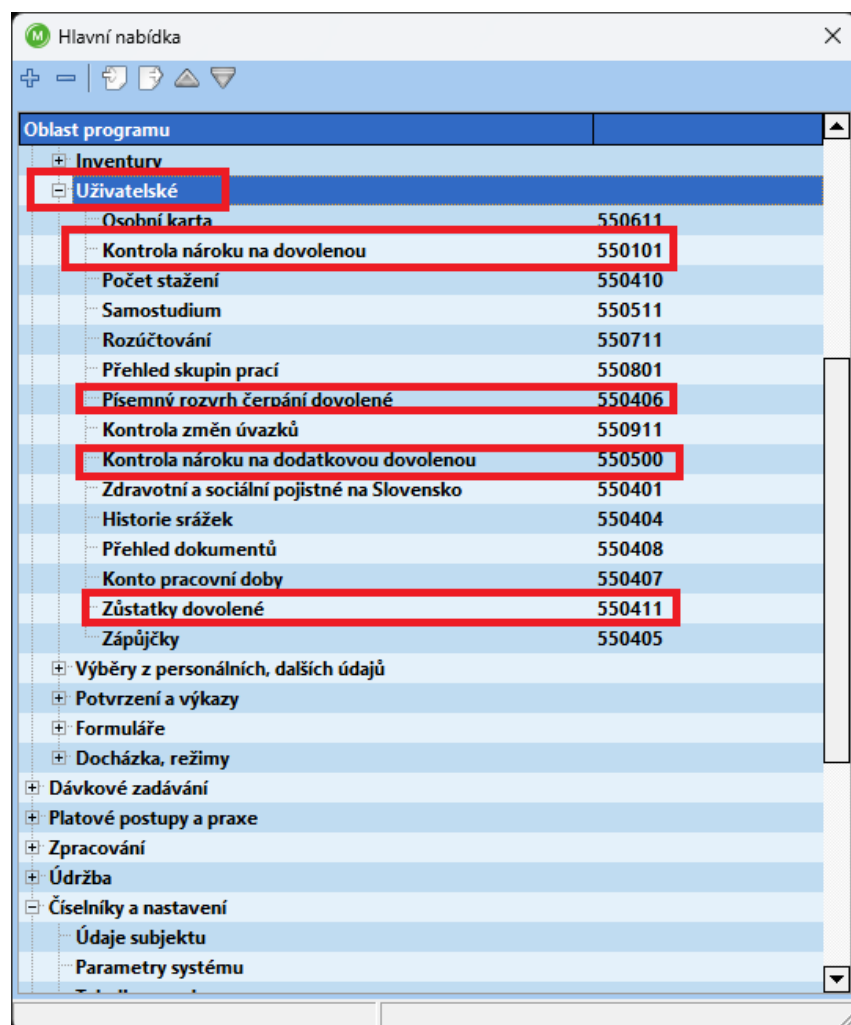 Hlavní nabídka
Oblast programu
Inventury
Uživatelské
Osobní karta 550611
Kontrola nároku na dovolenou 550101
Počet stažení 550410
Samostudium 550511
Rozúčtování 550711
Přehled skupin prací 550801
Písemný rozvrh čerpání dovolené 550406
Kontrola změn úvazků 550911
Kontrola nároku na dodatkovou dovolenou 550500
Zdravotní a sociální pojistné na Slovensko 550401
Historie srážek 550404
Přehled dokumentů 550408
Konto pracovní doby 550407
Zůstatky dovolené 550411
Zápůjčky 550405
Výběry z personálních, dalších údajů
Potvrzení a výkazy
Formuláře
Docházka, režimy
Dávkové zadávání
Platové postupy a praxe
Zpracování
Údržba
Číselníky a nastavení
Údaje subjektu
Parametry systému